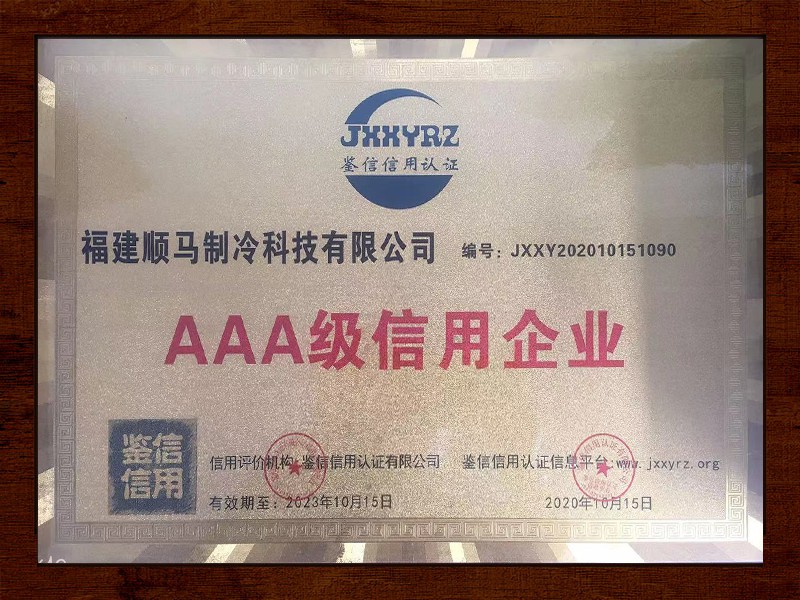 JXXYRZ
鉴信信用认证
福建顺马制冷科技有限公司 编号：JXXY202010151090
AAA级信用企业
鉴信
信用
信用评价机构:鉴信信用认证有限公司 鉴信信用认证信息平台:www.jxxyrz.org
有效期至：2023年10月15日 2020年10月15日